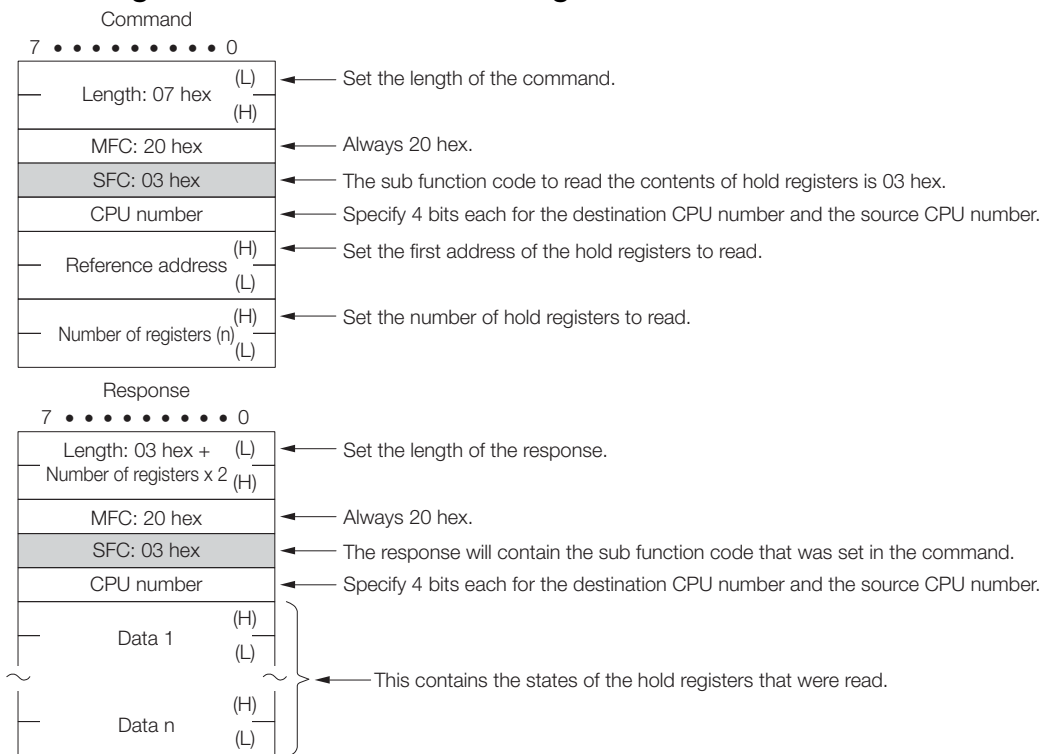 Command
7 • • • • • • • • • 0
Length: 07 hex (L) Set the length of the command.
(H)
MFC: 20 hex Always 20 hex.
SFC: 03 hex The sub function code to read the contents of hold registers is 03 hex.
CPU number Specify 4 bits each for the destination CPU number and the source CPU number.
Reference address (H) Set the first address of the hold registers to read.
(L)
Number of registers (n) (H) Set the number of hold registers to read.
(L)
Response
7 • • • • • • • • • 0
Length: 03 hex + (L) Set the length of the response.
Number of registers x 2 (H)
MFC: 20 hex Always 20 hex.
SFC: 03 hex The response will contain the sub function code that was set in the command.
CPU number Specify 4 bits each for the destination CPU number and the source CPU number.
Data 1 (H)
(L)
This contains the states of the hold registers that were read.
Data n (H)
(L)